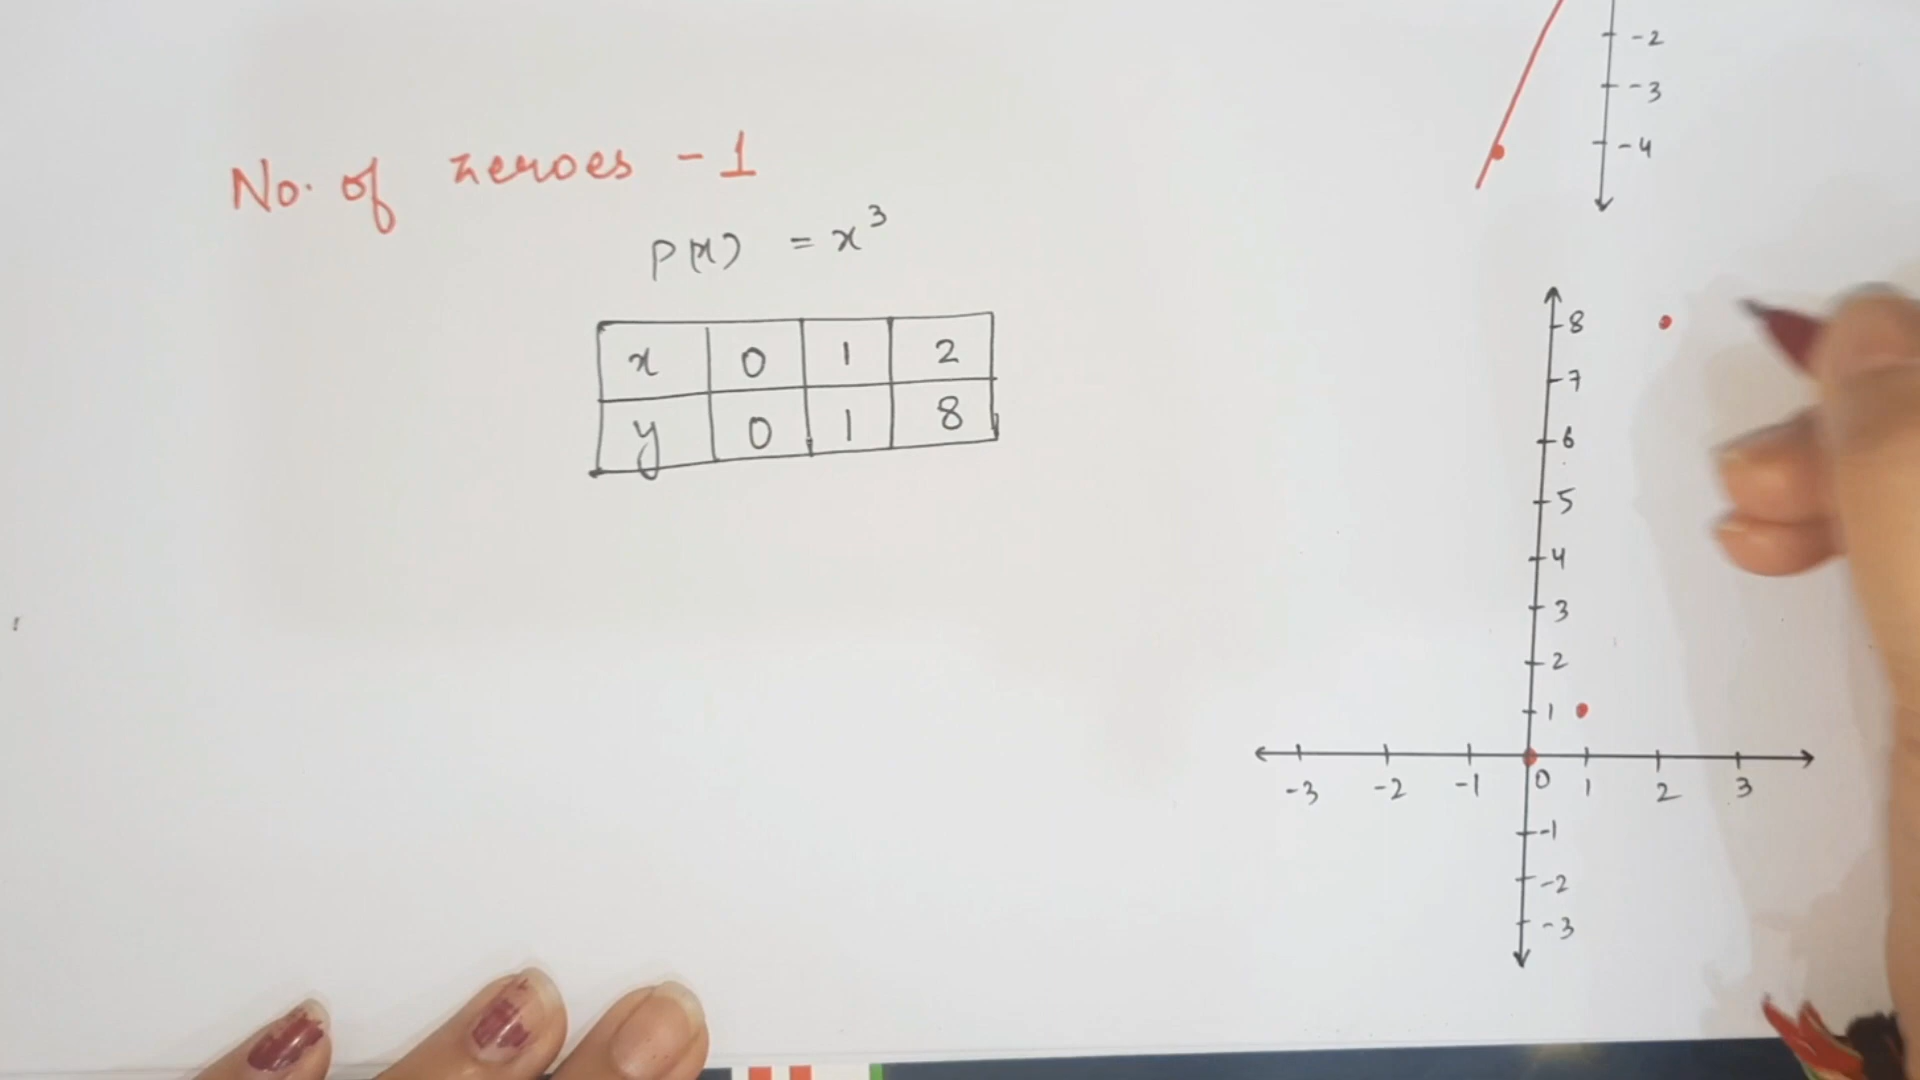 -2
-3
-4
No. of zeroes - 1
P(x) = x³
x 0 1 2
y 0 1 8
8
7
6
5
4
3
2
1
-3 -2 -1 0 1 2 3
-1
-2
-3